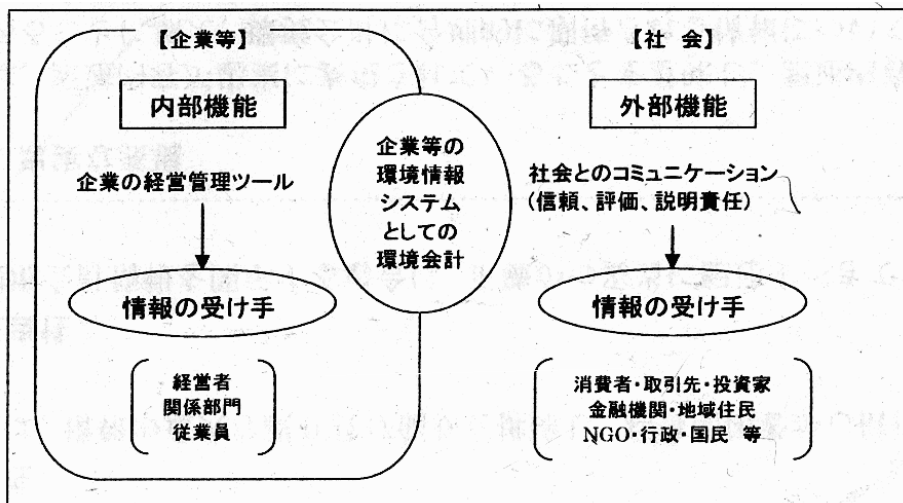 【企業等】
内部機能
企業の経営管理ツール
情報の受け手
経営者
関係部門
従業員
企業等の
環境情報
システム
としての
環境会計
【社 会】
外部機能
社会とのコミュニケーション
(信頼、評価、説明責任)
情報の受け手
消費者・取引先・投資家
金融機関・地域住民
NGO・行政・国民 等